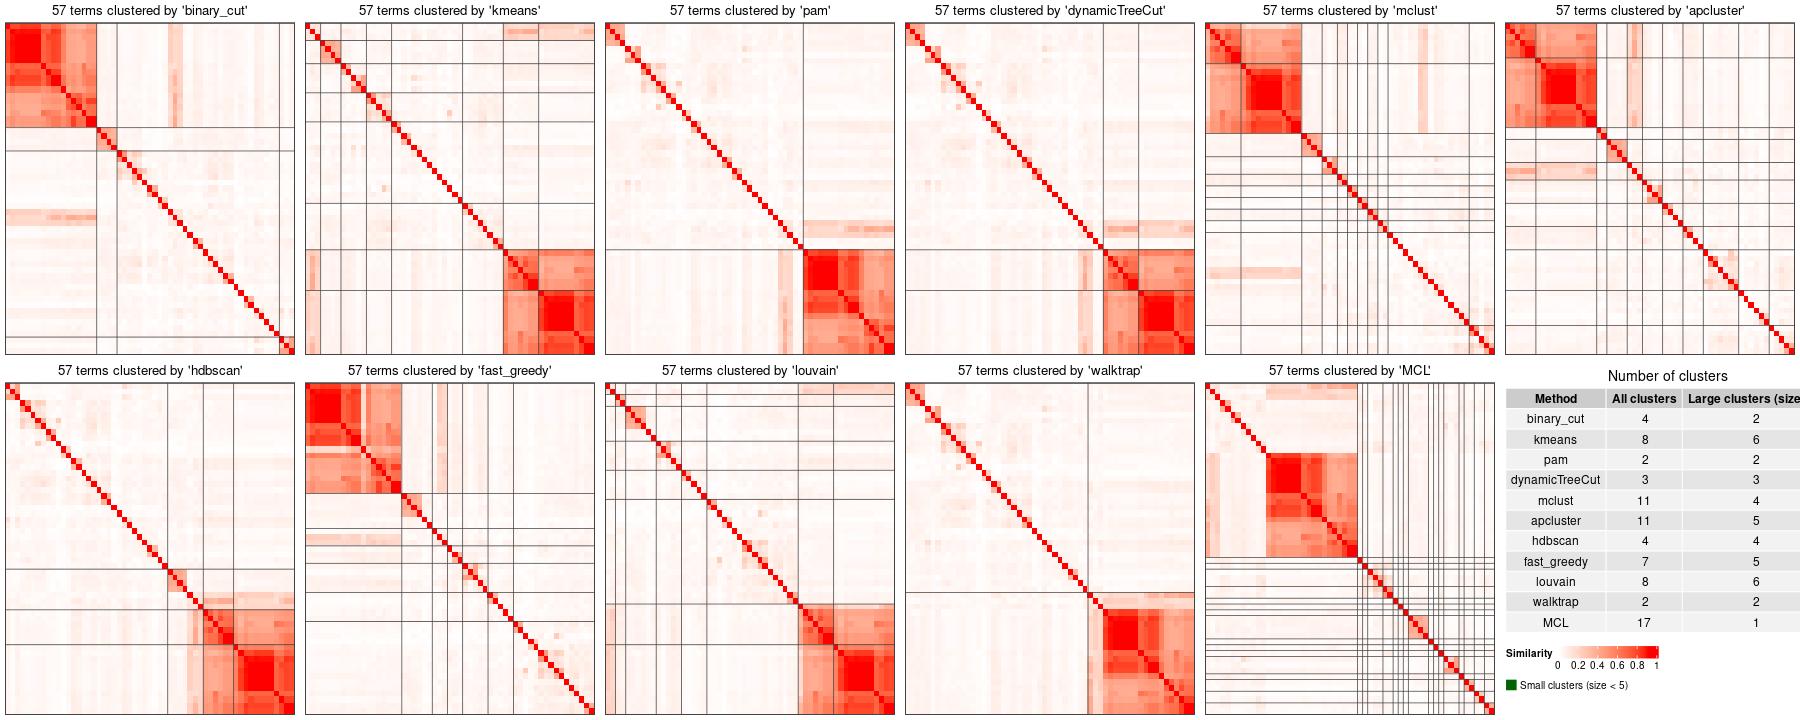 57 terms clustered by 'binary_cut'
57 terms clustered by 'kmeans'
57 terms clustered by 'pam'
57 terms clustered by 'dynamicTreeCut'
57 terms clustered by 'mclust'
57 terms clustered by 'apcluster'
57 terms clustered by 'hdbscan'
57 terms clustered by 'fast_greedy'
57 terms clustered by 'louvain'
57 terms clustered by 'walktrap'
57 terms clustered by 'MCL'
Number of clusters
Method All clusters Large clusters (size
binary_cut 4 2
kmeans 8 6
pam 2 2
dynamicTreeCut 3 3
mclust 11 4
apcluster 11 5
hdbscan 4 4
fast_greedy 7 5
louvain 8 6
walktrap 2 2
MCL 17 1
Similarity
0 0.2 0.4 0.6 0.8 1
Small clusters (size < 5)